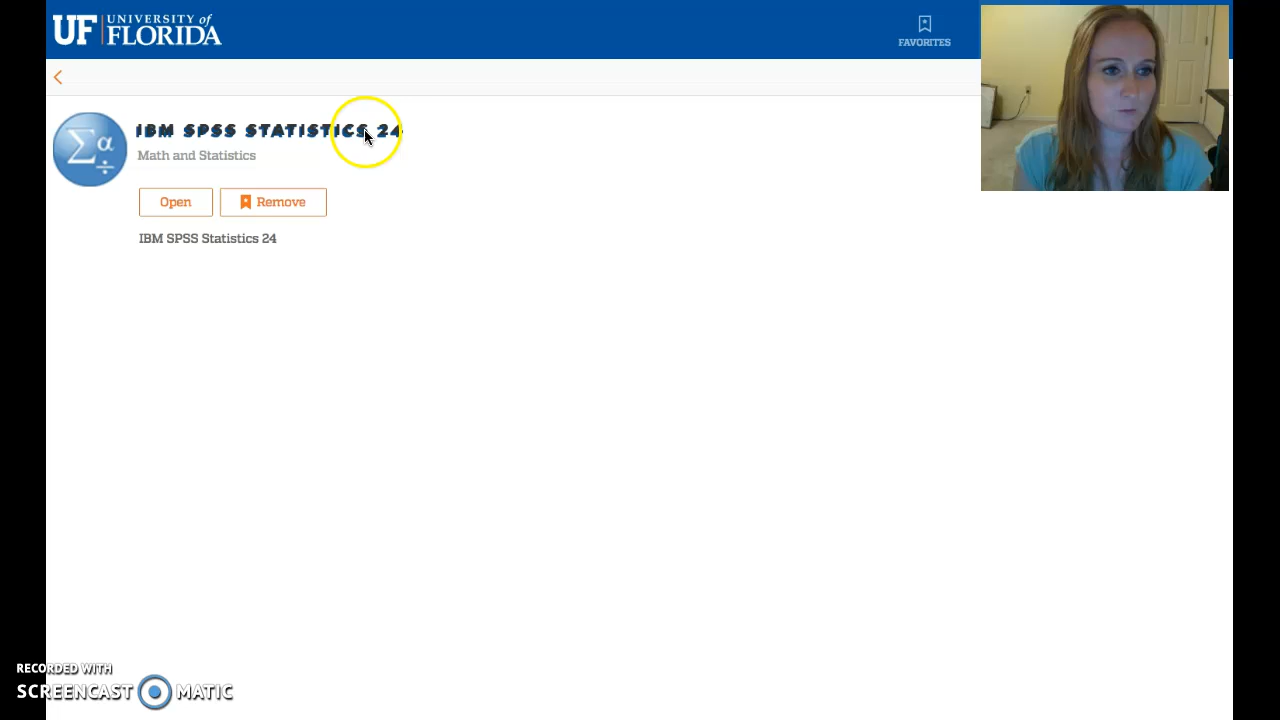 UF UNIVERSITY of
FLORIDA
FAVORITES
IBM SPSS STATISTICS 24
Math and Statistics
Open
Remove
IBM SPSS Statistics 24
RECORDED WITH
SCREENCAST MATIC